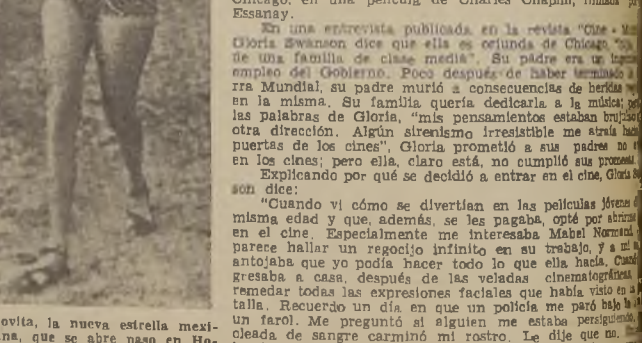 Chicago, en una película de Charles Chaplin,
Essanay.
En una entrevista publicada en la revista "Cine -
Gloria Swanson dice que ella es oriunda de Chicago,
de una familia de clase media". Su padre era un
empleo del Gobierno. Poco después de haber terminado
rra Mundial, su padre murió a consecuencias de heridas
en la misma. Su familia quería dedicarla a la música;
las palabras de Gloria, "mis pensamientos estaban
otra dirección. Algún sirenismo irresistible me atraía
puertas de los cines". Gloria prometió a sus padres no
en los cines; pero ella, claro está, no cumplió sus promesas.
Explicando por qué se decidió a entrar en el cine, Gloria
son dice:
"Cuando vi cómo se divertían en las películas jóvenes
misma edad y que, además, se les pagaba, opté por
en el cine. Especialmente me interesaba Mabel Normand
parece hallar un regocijo infinito en su trabajo, y a mí
antojaba que yo podía hacer todo lo que ella hacía.
gresaba a casa, después de las veladas cinematográficas,
remedar todas las expresiones faciales que había visto en
talla. Recuerdo un día en que un policía me paró bajo la
un farol. Me preguntó si alguien me estaba persiguiendo.
oleada de sangre carminó mi rostro. Le dije que no.
ovita, la nueva estrella mexi-
na, que se abre paso en Ho-